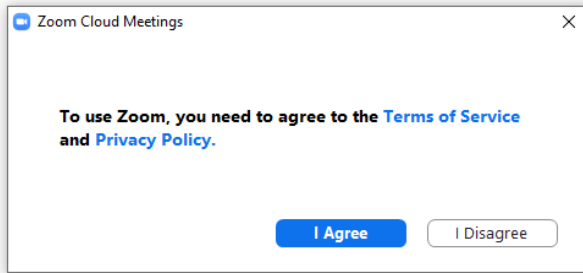 Zoom Cloud Meetings
To use Zoom, you need to agree to the Terms of Service
and Privacy Policy.
I Agree
I Disagree